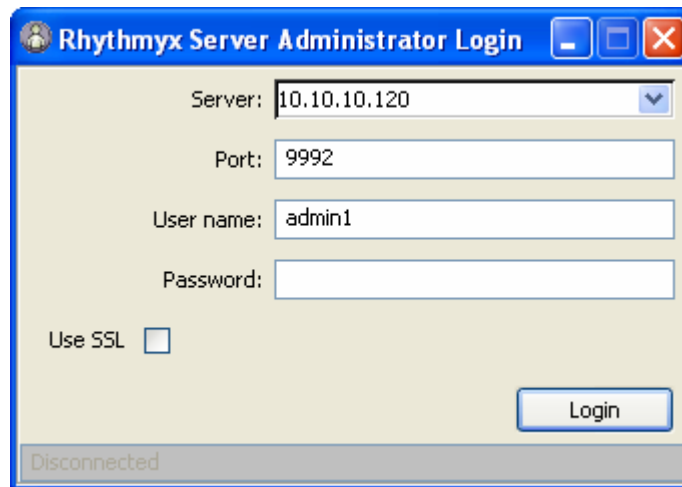 Rhythmyx Server Administrator Login
Server: 10.10.10.120
Port: 9992
User name: admin1
Password:
Use SSL
Login
Disconnected